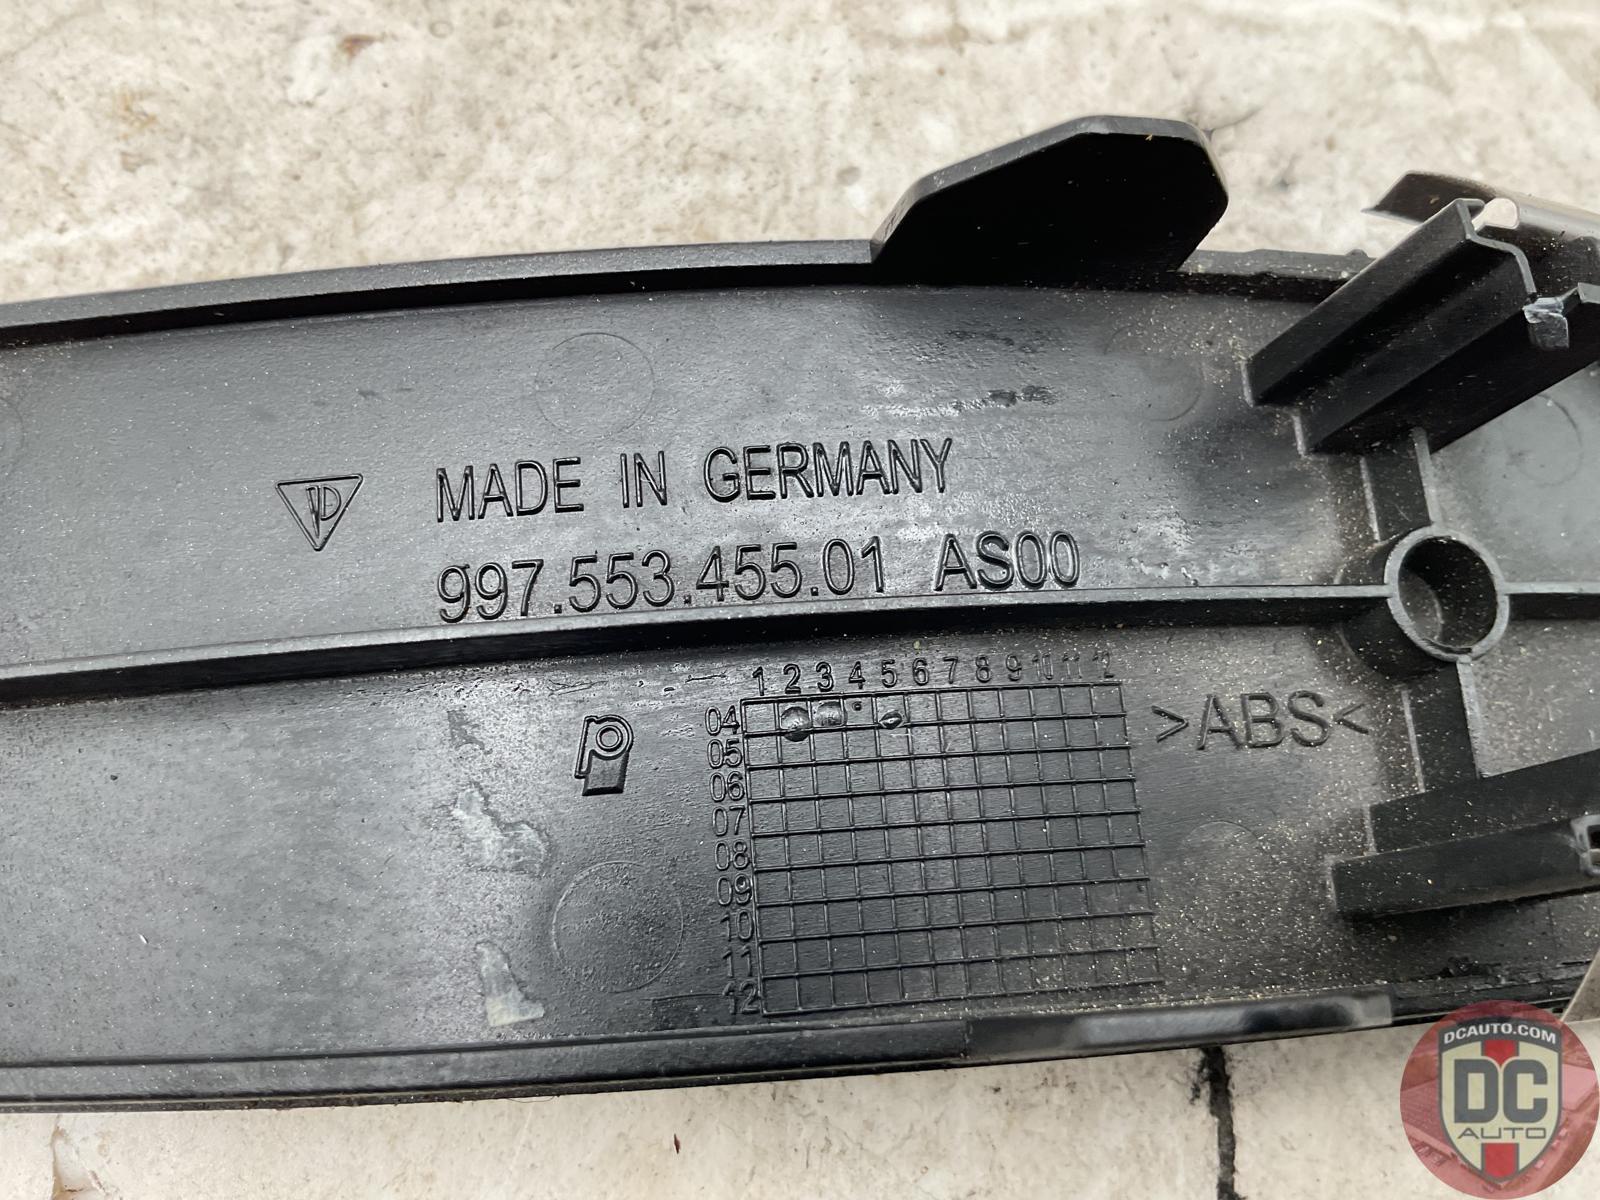 MADE IN GERMANY
997.553.455.01 AS00
1 2 3 4 5 6 7 8 9 10 11 12
04
05
06
07
08
09
10
11
12
>ABS<
DCAUTO.COM
DC
AUTO